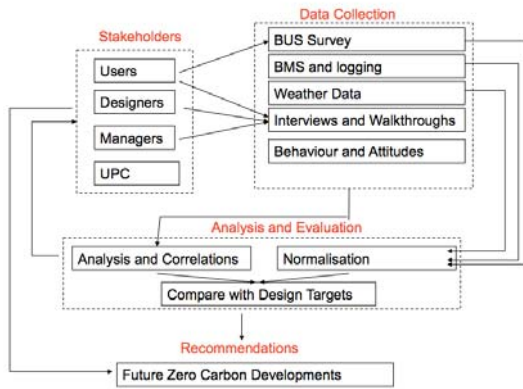 Stakeholders
Users
Designers
Managers
UPC
Data Collection
BUS Survey
BMS and logging
Weather Data
Interviews and Walkthroughs
Behaviour and Attitudes
Analysis and Evaluation
Analysis and Correlations
Normalisation
Compare with Design Targets
Recommendations
Future Zero Carbon Developments